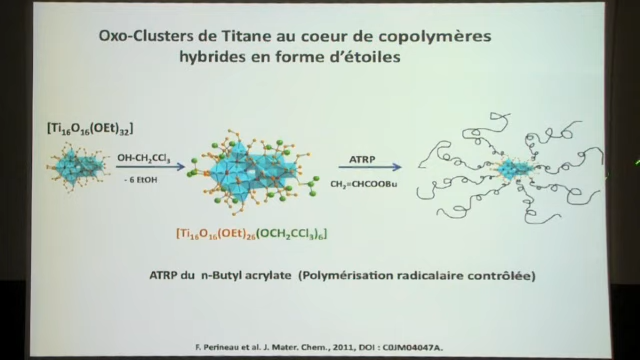 Oxo-Clusters de Titane au coeur de copolymères
hybrides en forme d'étoiles
[Ti₁₆O₁₆(OEt)₃₂]
OH-CH₂CCl₃
- 6 EtOH
ATRP
CH₂=CHCOOBu
[Ti₁₆O₁₆(OEt)₂₆(OCH₂CCl₃)₆]
ATRP du n-Butyl acrylate (Polymérisation radicalaire contrôlée)
F. Perineau et al. J. Mater. Chem., 2011, DOI : C0JM04047A.